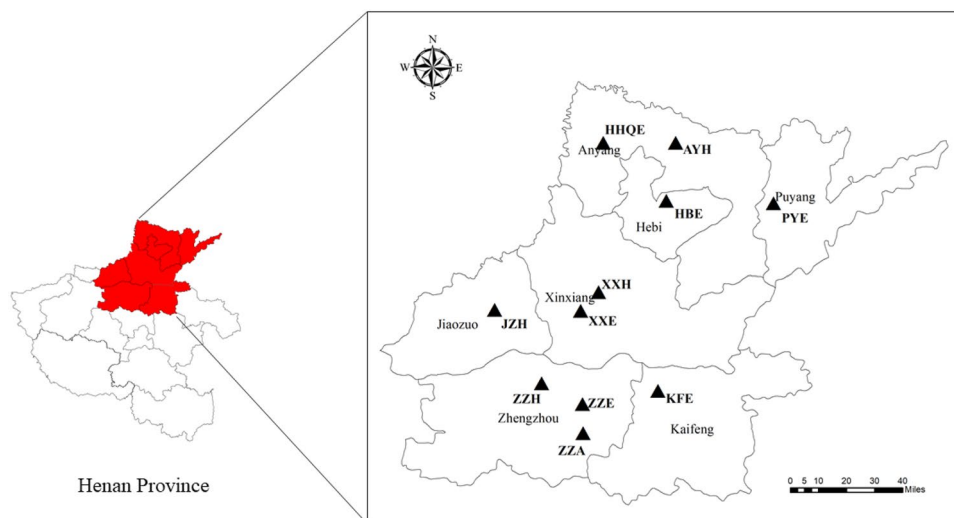 N
W E
S
HHQE
Anyang
AYH
HBE
Hebi
Puyang
PYE
XXH
Xinxiang
XXE
Jiaozuo
JZH
ZZH
ZZE
Zhengzhou
ZZA
KFE
Kaifeng
Henan Province
0 5 10 20 30 40
Miles